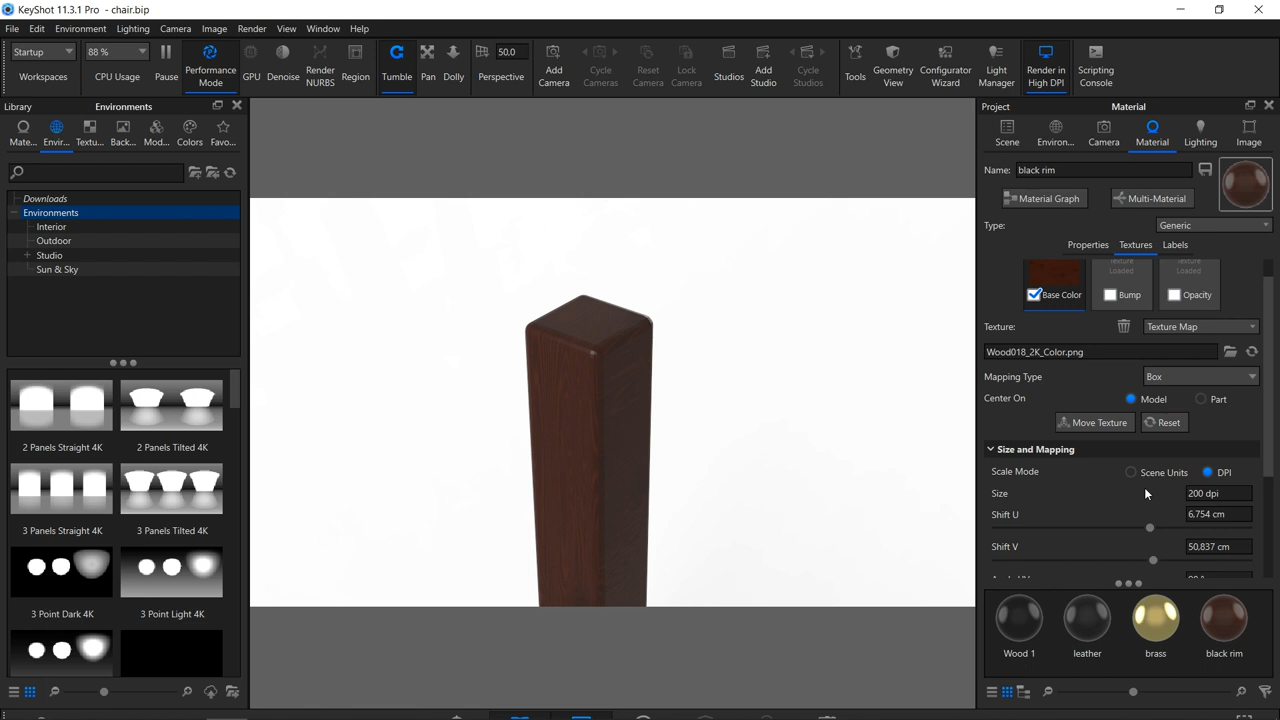 KeyShot 11.3.1 Pro - chair.bip
File Edit Environment Lighting Camera Image Render View Window Help
Startup 88 % 50.0
Workspaces CPU Usage Pause Performance Mode GPU Denoise Render NURBS Region Tumble Pan Dolly Perspective Add Camera Cycle Cameras Reset Camera Lock Camera Studios Add Studio Cycle Studios Tools Geometry View Configurator Wizard Light Manager Render in High DPI Scripting Console
Library Environments
Mate... Envir... Textu... Back... Mod... Colors Favo...
Downloads
Environments
Interior
Outdoor
Studio
Sun & Sky
2 Panels Straight 4K 2 Panels Tilted 4K
3 Panels Straight 4K 3 Panels Tilted 4K
3 Point Dark 4K 3 Point Light 4K
Project Material
Scene Environ... Camera Material Lighting Image
Name: black rim
Material Graph Multi-Material
Type: Generic
Properties Textures Labels
Texture Texture
Loaded Loaded
Base Color Bump Opacity
Texture: Texture Map
Wood018_2K_Color.png
Mapping Type Box
Center On Model Part
Move Texture Reset
Size and Mapping
Scale Mode Scene Units DPI
Size 200 dpi
Shift U 6,754 cm
Shift V 50,837 cm
Wood 1 leather brass black rim